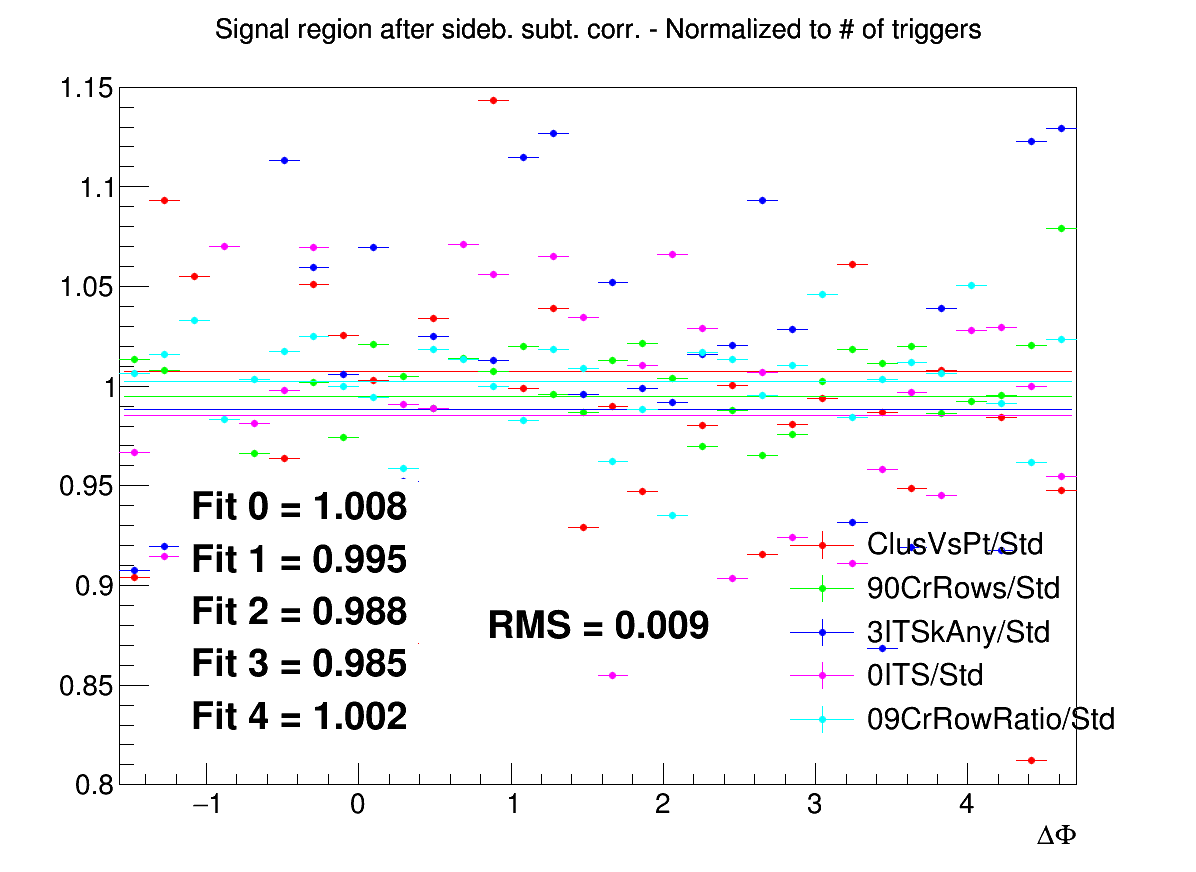 Signal region after sideb. subt. corr. - Normalized to # of triggers
1.15
1.1
1.05
1
0.95
0.9
0.85
0.8
Fit 0 = 1.008
Fit 1 = 0.995
Fit 2 = 0.988
Fit 3 = 0.985
Fit 4 = 1.002
RMS = 0.009
ClusVsPt/Std
90CrRows/Std
3ITSkAny/Std
0ITS/Std
09CrRowRatio/Std
−1 0 1 2 3 4
ΔΦ